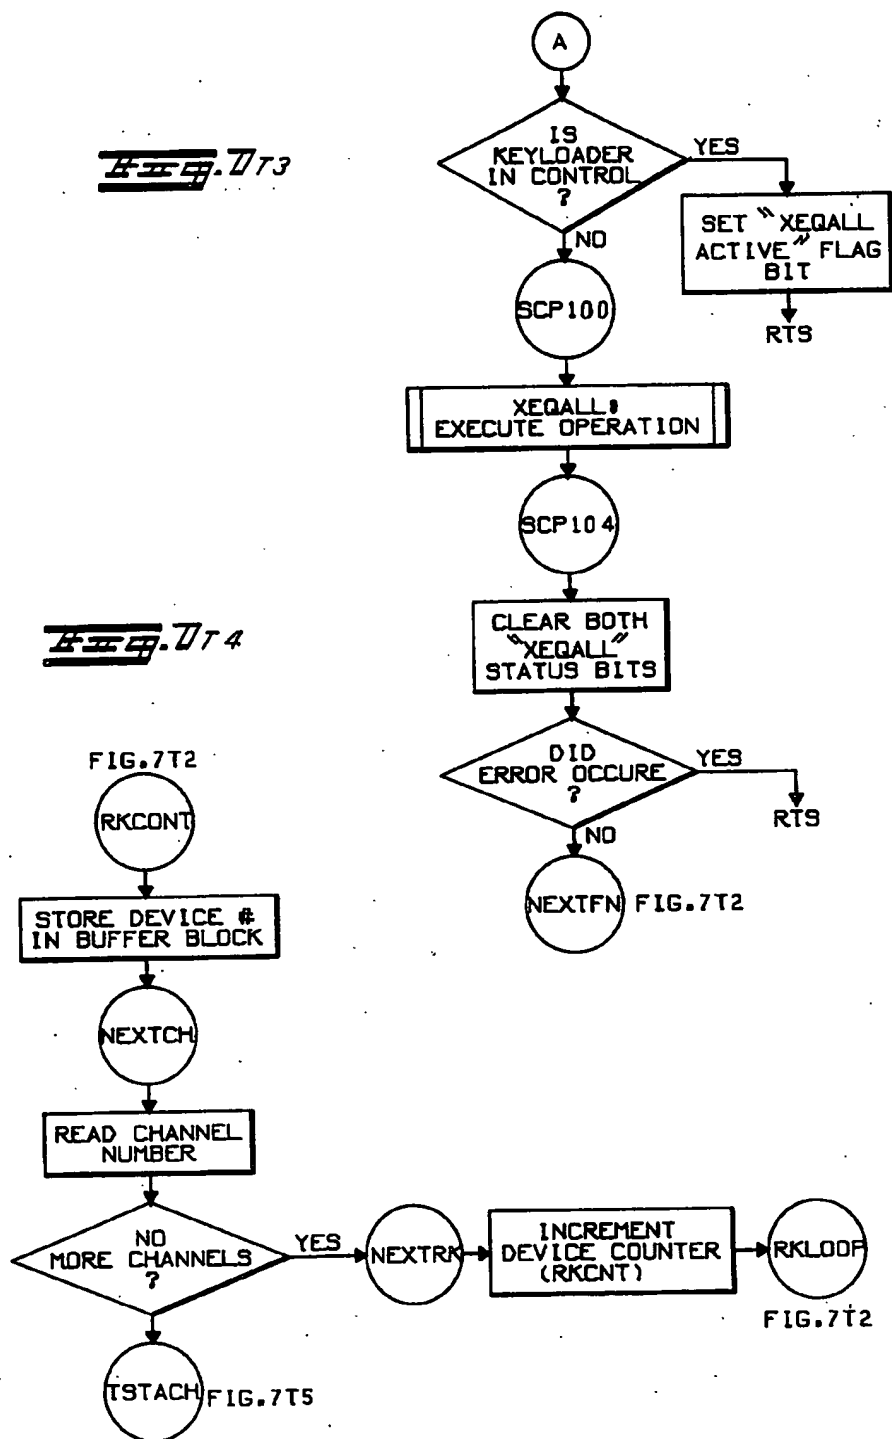 Fig. 7T3
A
IS
KEYLOADER
IN CONTROL
?
YES
NO
SET "XEQALL
ACTIVE" FLAG
BIT
RTS
SCP100
XEQALL:
EXECUTE OPERATION
SCP104
CLEAR BOTH
"XEQALL"
STATUS BITS
DID
ERROR OCCURE
?
YES
RTS
NO
NEXTFN
FIG.7T2
Fig. 7T4
FIG.7T2
RKCONT
STORE DEVICE #
IN BUFFER BLOCK
NEXTCH
READ CHANNEL
NUMBER
NO
MORE CHANNELS
?
YES
NEXTRK
INCREMENT
DEVICE COUNTER
(RKCNT)
RKLOOP
FIG.7T2
TSTACH
FIG.7T5